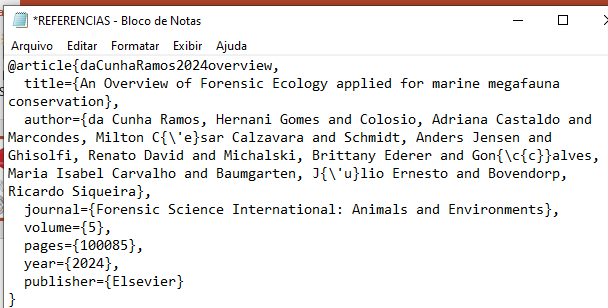 *REFERENCIAS - Bloco de Notas
Arquivo Editar Formatar Exibir Ajuda
@article{daCunhaRamos2024overview,
  title={An Overview of Forensic Ecology applied for marine megafauna
conservation},
  author={da Cunha Ramos, Hernani Gomes and Colosio, Adriana Castaldo and
Marcondes, Milton C{\'e}sar Calzavara and Schmidt, Anders Jensen and
Ghisolfi, Renato David and Michalski, Brittany Ederer and Gon{\c{c}}alves,
Maria Isabel Carvalho and Baumgarten, J{\'u}lio Ernesto and Bovendorp,
Ricardo Siqueira},
  journal={Forensic Science International: Animals and Environments},
  volume={5},
  pages={100085},
  year={2024},
  publisher={Elsevier}
}